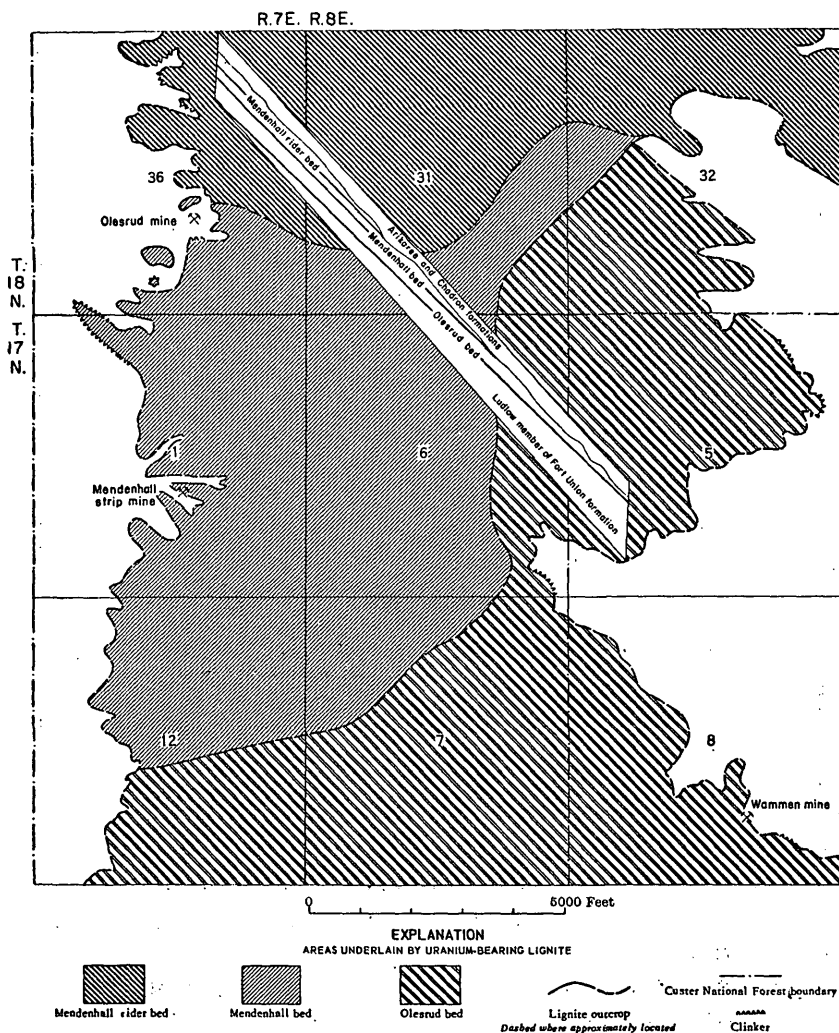 R.7E. R.8E.
Mendenhall rider bed
36
31
32
Olesrud mine
Arikaree and Chadron formations
Mendenhall bed
T.
18
N.
T.
17
N.
Olesrud bed
Ludlow member of Fort Union formation
1
6
5
Mendenhall
strip mine
12
7
8
Wammen mine
0 5000 Feet
EXPLANATION
AREAS UNDERLAIN BY URANIUM-BEARING LIGNITE
Mendenhall rider bed
Mendenhall bed
Olesrud bed
Lignite outcrop
Dashed where approximately located
Custer National Forest boundary
Clinker